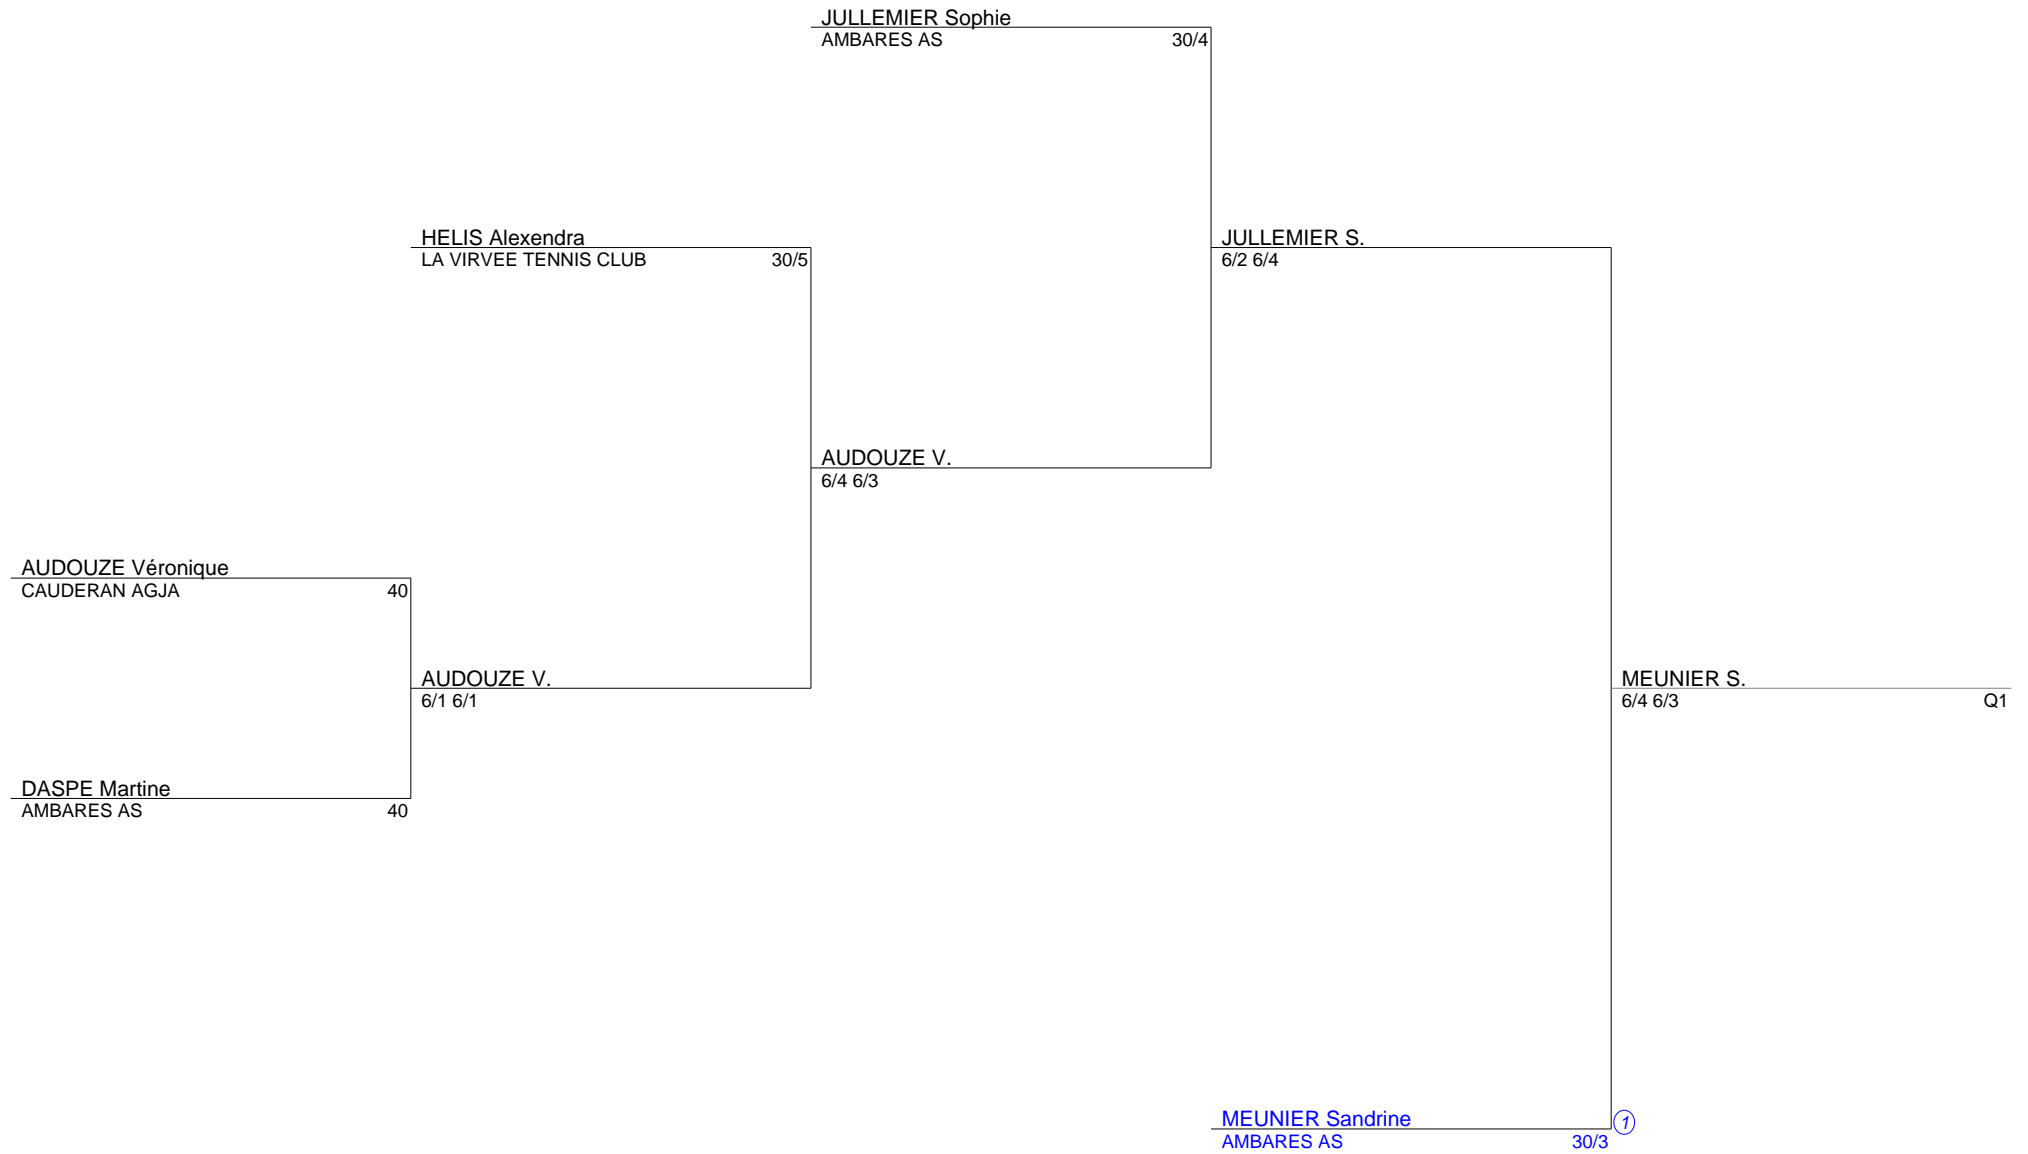 JULLEMIER Sophie
AMBARES AS 30/4
HELIS Alexendra
LA VIRVEE TENNIS CLUB 30/5
JULLEMIER S.
6/2 6/4
AUDOUZE V.
6/4 6/3
AUDOUZE Véronique
CAUDERAN AGJA 40
AUDOUZE V.
6/1 6/1
MEUNIER S.
6/4 6/3 Q1
DASPE Martine
AMBARES AS 40
MEUNIER Sandrine 1
AMBARES AS 30/3